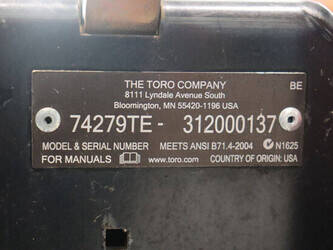 THE TORO COMPANY BE
8111 Lyndale Avenue South
Bloomington, MN 55420-1196 USA
74279TE - 312000137
MODEL & SERIAL NUMBER MEETS ANSI B71.4-2004 N1625
FOR MANUALS www.toro.com COUNTRY OF ORIGIN: USA